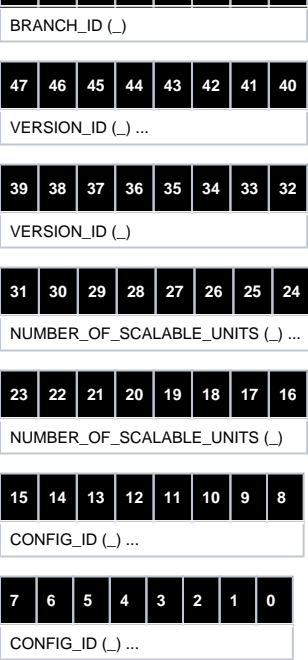 BRANCH_ID (_)
47 46 45 44 43 42 41 40
VERSION_ID (_) ...
39 38 37 36 35 34 33 32
VERSION_ID (_)
31 30 29 28 27 26 25 24
NUMBER_OF_SCALABLE_UNITS (_) ...
23 22 21 20 19 18 17 16
NUMBER_OF_SCALABLE_UNITS (_)
15 14 13 12 11 10 9 8
CONFIG_ID (_) ...
7 6 5 4 3 2 1 0
CONFIG_ID (_) ...